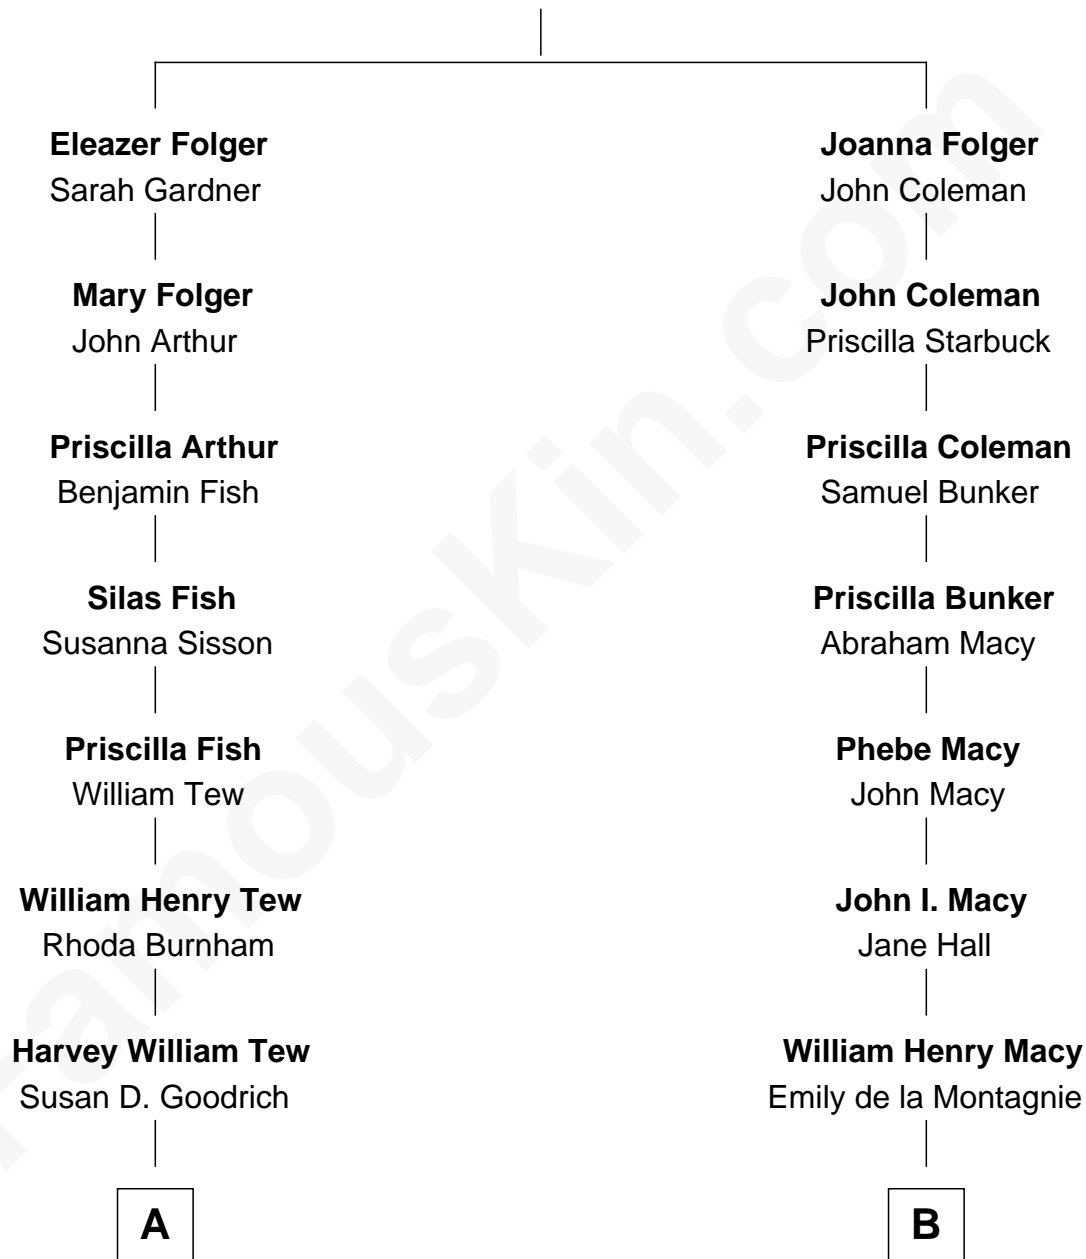 Eleazer Folger
Sarah Gardner
Joanna Folger
John Coleman
Mary Folger
John Arthur
John Coleman
Priscilla Starbuck
Priscilla Arthur
Benjamin Fish
Priscilla Coleman
Samuel Bunker
Silas Fish
Susanna Sisson
Priscilla Bunker
Abraham Macy
Priscilla Fish
William Tew
Phebe Macy
John Macy
William Henry Tew
Rhoda Burnham
John I. Macy
Jane Hall
Harvey William Tew
Susan D. Goodrich
William Henry Macy
Emily de la Montagnie
A
B
FamousKin.com